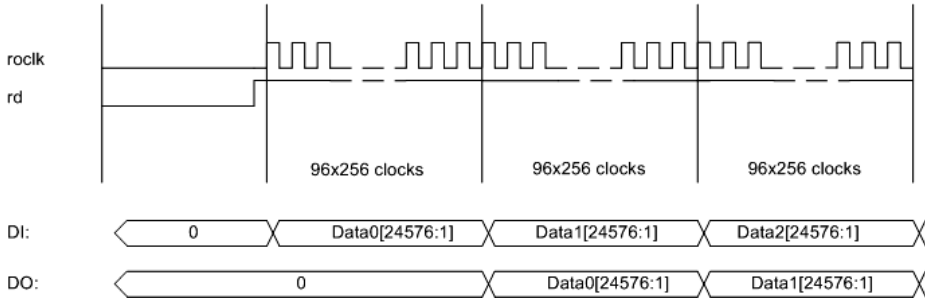 roclk
rd
96x256 clocks 96x256 clocks 96x256 clocks
DI: 0 Data0[24576:1] Data1[24576:1] Data2[24576:1]
DO: 0 Data0[24576:1] Data1[24576:1]